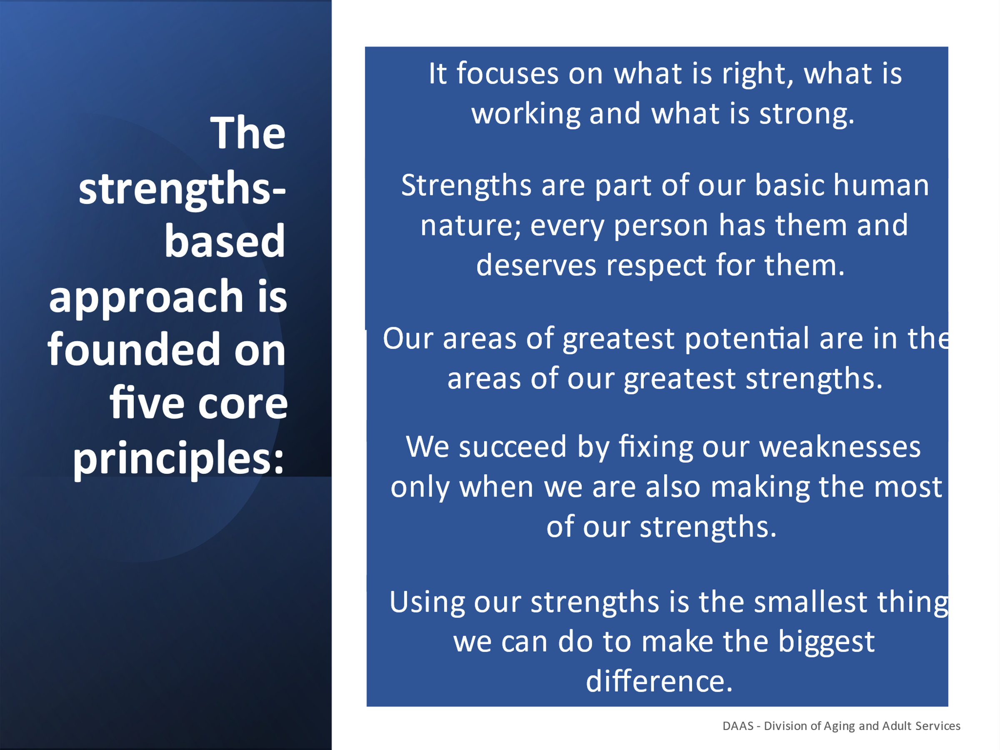 The
strengths-
based
approach is
founded on
five core
principles:
It focuses on what is right, what is
working and what is strong.
Strengths are part of our basic human
nature; every person has them and
deserves respect for them.
Our areas of greatest potential are in the
areas of our greatest strengths.
We succeed by fixing our weaknesses
only when we are also making the most
of our strengths.
Using our strengths is the smallest thing
we can do to make the biggest
difference.
DAAS - Division of Aging and Adult Services